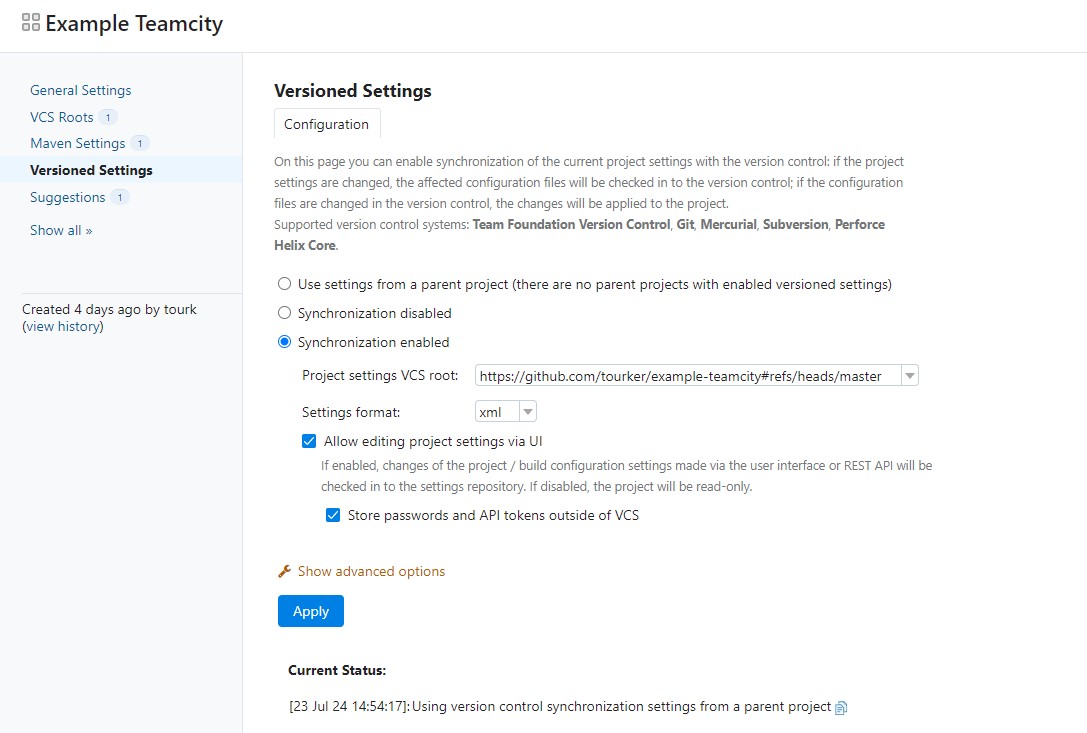 Example Teamcity
General Settings
VCS Roots 1
Maven Settings 1
Versioned Settings
Suggestions 1
Show all »
Created 4 days ago by tourk
(view history)
Versioned Settings
Configuration
On this page you can enable synchronization of the current project settings with the version control: if the project
settings are changed, the affected configuration files will be checked in to the version control; if the configuration
files are changed in the version control, the changes will be applied to the project.
Supported version control systems: Team Foundation Version Control, Git, Mercurial, Subversion, Perforce
Helix Core.
Use settings from a parent project (there are no parent projects with enabled versioned settings)
Synchronization disabled
Synchronization enabled
Project settings VCS root: https://github.com/tourker/example-teamcity#refs/heads/master
Settings format: xml
Allow editing project settings via UI
If enabled, changes of the project / build configuration settings made via the user interface or REST API will be
checked in to the settings repository. If disabled, the project will be read-only.
Store passwords and API tokens outside of VCS
Show advanced options
Apply
Current Status:
[23 Jul 24 14:54:17]: Using version control synchronization settings from a parent project